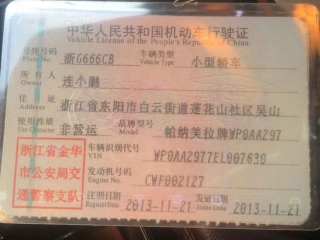 中华人民共和国机动车行驶证
Vehicle License of the People's Republic of China
号牌号码 浙G666CB 车辆类型 小型轿车
Plate No. Vehicle Type
所有人 连小鹏
Owner
住址 浙江省东阳市白云街道莲花山社区吴山
Address
使用性质 非营运 品牌型号 帕纳美拉牌WP0AA297
Use Character Model
浙江省金华 车辆识别代号 WP0AA2977EL007630
市公安局交 VIN
通警察支队 发动机号码 CWF002127
Engine No.
注册日期 2013-11-21 发证日期 2013-11-21
Register Date Issue Date